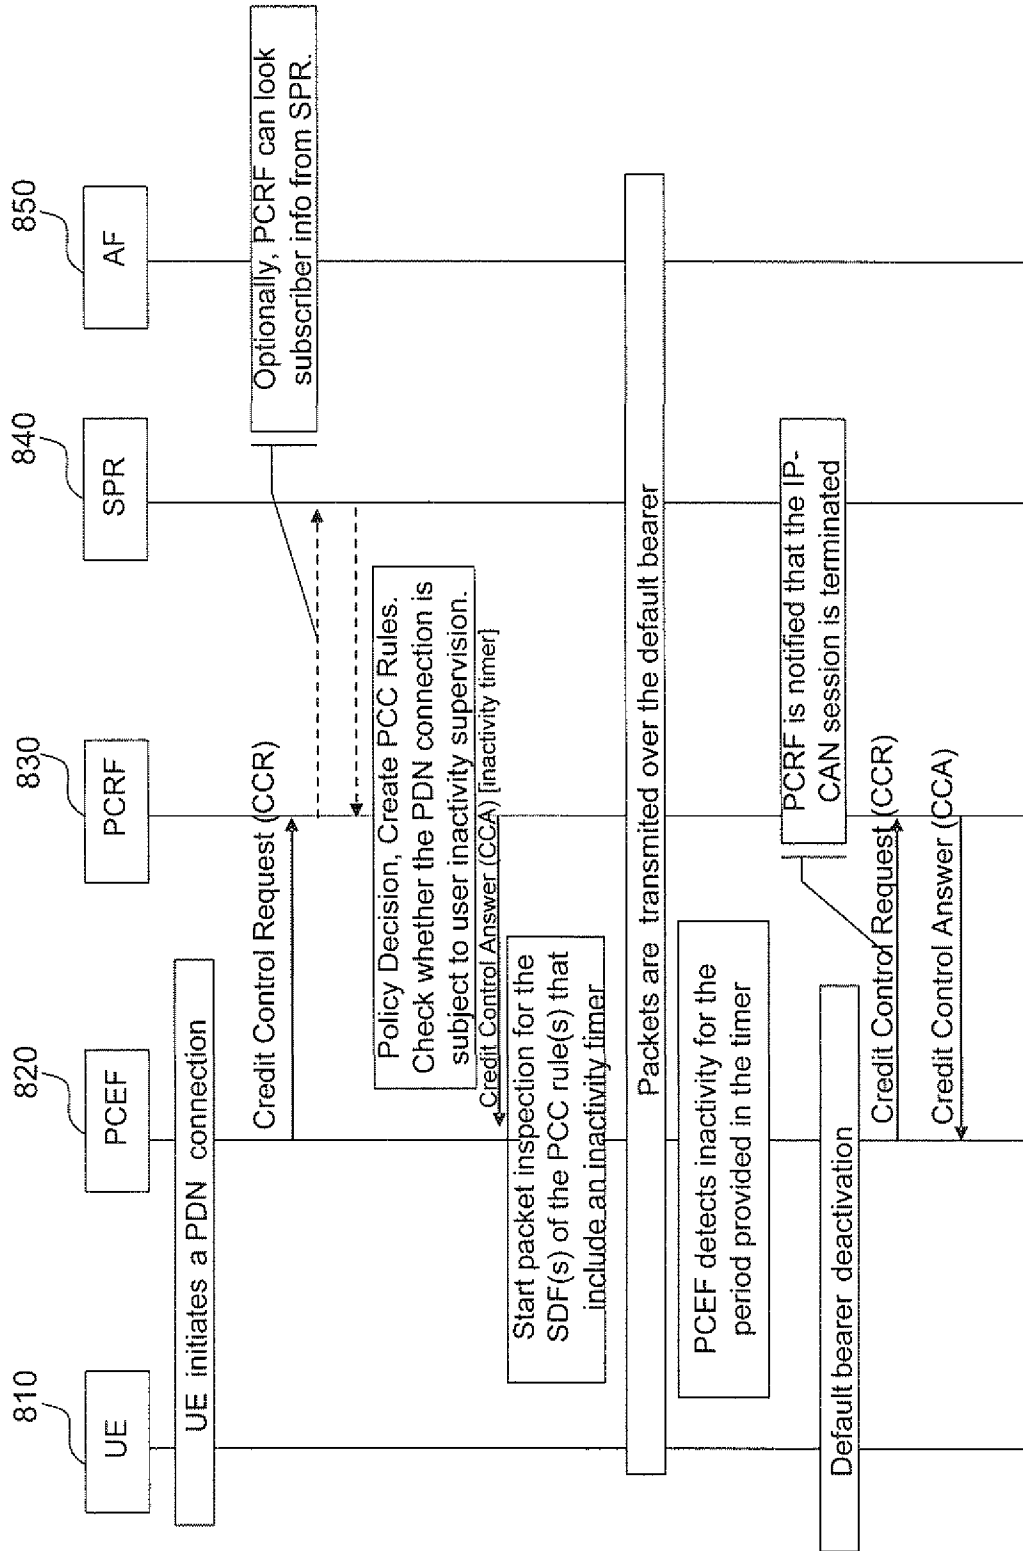 810
820
830
840
850
UE
PCEF
PCRF
SPR
AF
UE initiates a PDN connection
Credit Control Request (CCR)
Optionally, PCRF can look
subscriber info from SPR.
Policy Decision, Create PCC Rules.
Check whether the PDN connection is
subject to user inactivity supervision.
Credit Control Answer (CCA) [inactivity timer]
Start packet inspection for the
SDF(s) of the PCC rule(s) that
include an inactivity timer
Packets are transmited over the default bearer
PCEF detects inactivity for the
period provided in the timer
PCRF is notified that the IP-
CAN session is terminated
Default bearer deactivation
Credit Control Request (CCR)
Credit Control Answer (CCA)